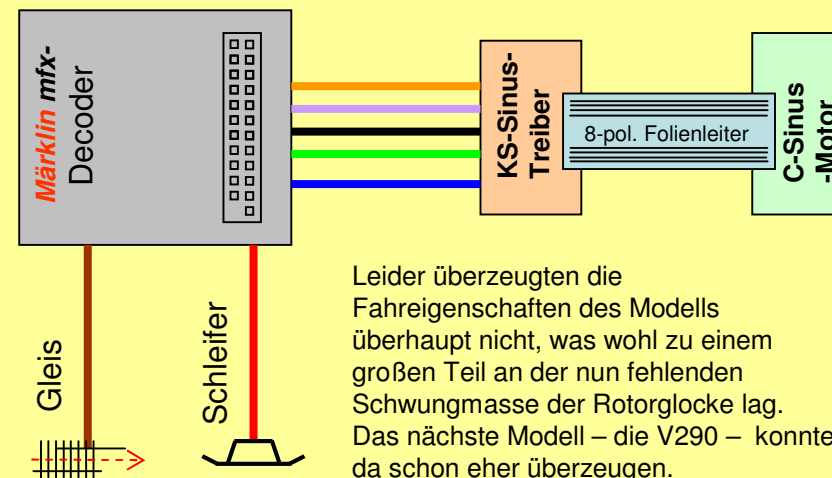 Märklin mfx-
Decoder
KS-Sinus-
Treiber
8-pol. Folienleiter
C-Sinus
-Motor
Gleis
Schleifer
Leider überzeugten die
Fahreigenschaften des Modells
überhaupt nicht, was wohl zu einem
großen Teil an der nun fehlenden
Schwungmasse der Rotorglocke lag.
Das nächste Modell – die V290 – konnte
da schon eher überzeugen.